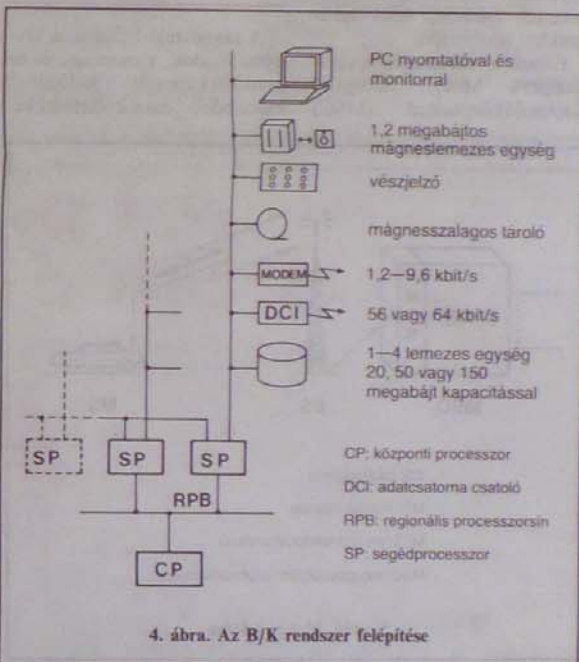 PC nyomtatóval és
monitorral
1,2 megabájtos
mágneslemezes egység
vészjelző
mágnesszalagos tároló
MODEM
1,2—9,6 kbit/s
DCI
56 vagy 64 kbit/s
1—4 lemezes egység
20, 50 vagy 150
megabájt kapacitással
SP
SP
SP
CP: központi processzor
DCI: adatcsatorna csatoló
RPB
RPB: regionális processzorsín
SP: segédprocesszor
CP
4. ábra. Az B/K rendszer felépítése